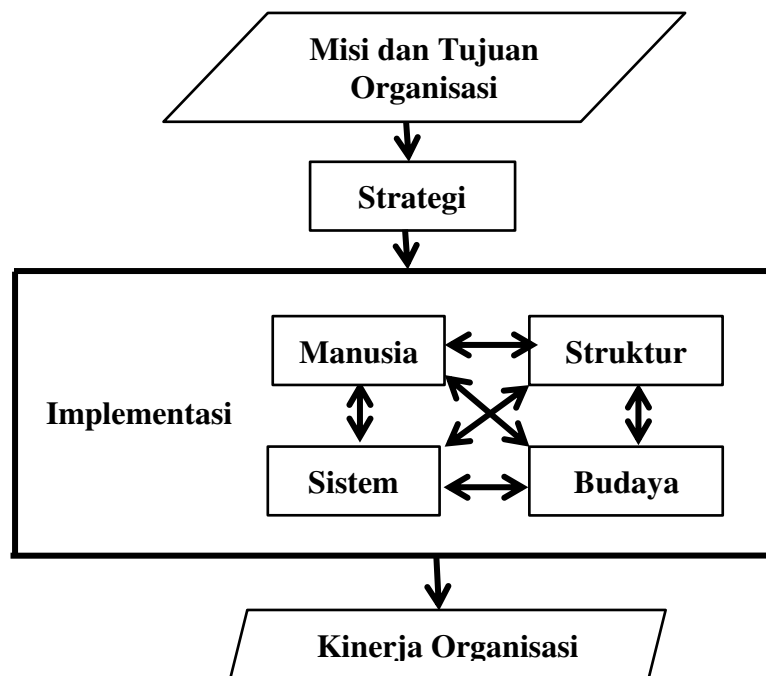 Misi dan Tujuan
Organisasi
Strategi
Manusia
Struktur
Implementasi
Sistem
Budaya
Kinerja Organisasi